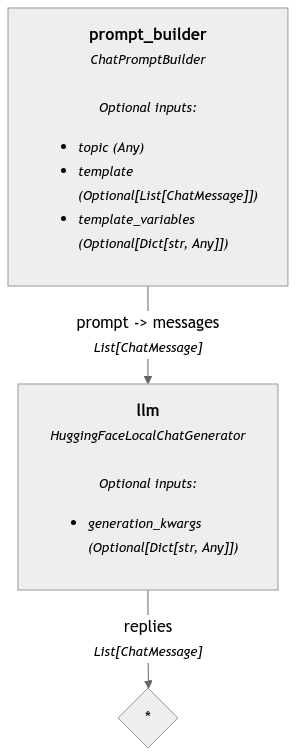 prompt_builder
ChatPromptBuilder
Optional inputs:
• topic (Any)
• template
(Optional[List[ChatMessage]])
• template_variables
(Optional[Dict[str, Any]])
prompt -> messages
List[ChatMessage]
llm
HuggingFaceLocalChatGenerator
Optional inputs:
• generation_kwargs
(Optional[Dict[str, Any]])
replies
List[ChatMessage]
*